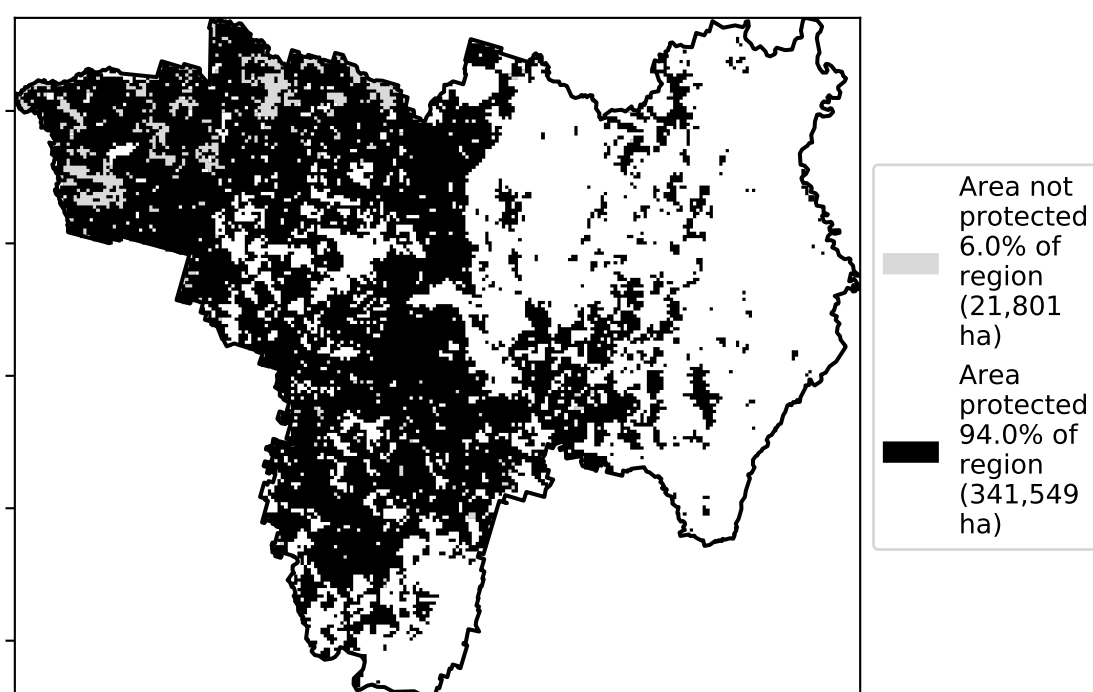 Area not
protected
6.0% of
region
(21,801
ha)
Area
protected
94.0% of
region
(341,549
ha)